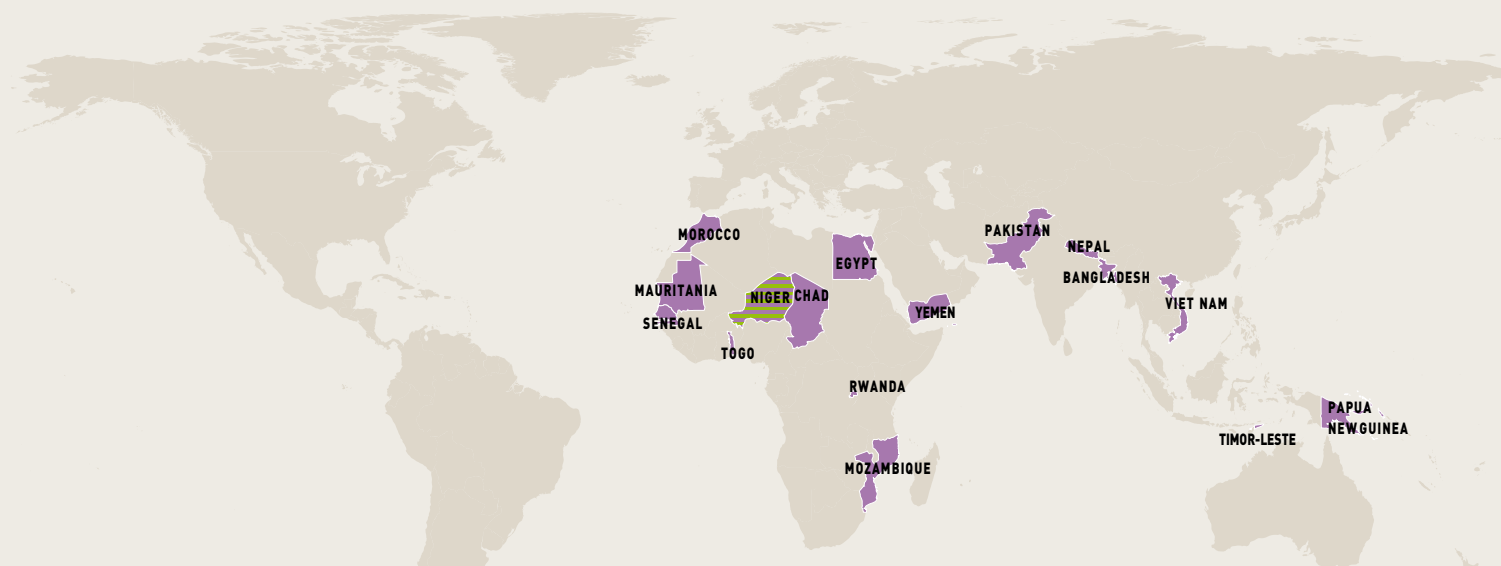 MOROCCO
PAKISTAN
NEPAL
EGYPT
BANGLADESH
MAURITANIA
NIGER
CHAD
VIET NAM
YEMEN
SENEGAL
TOGO
RWANDA
PAPUA
NEW GUINEA
TIMOR-LESTE
MOZAMBIQUE